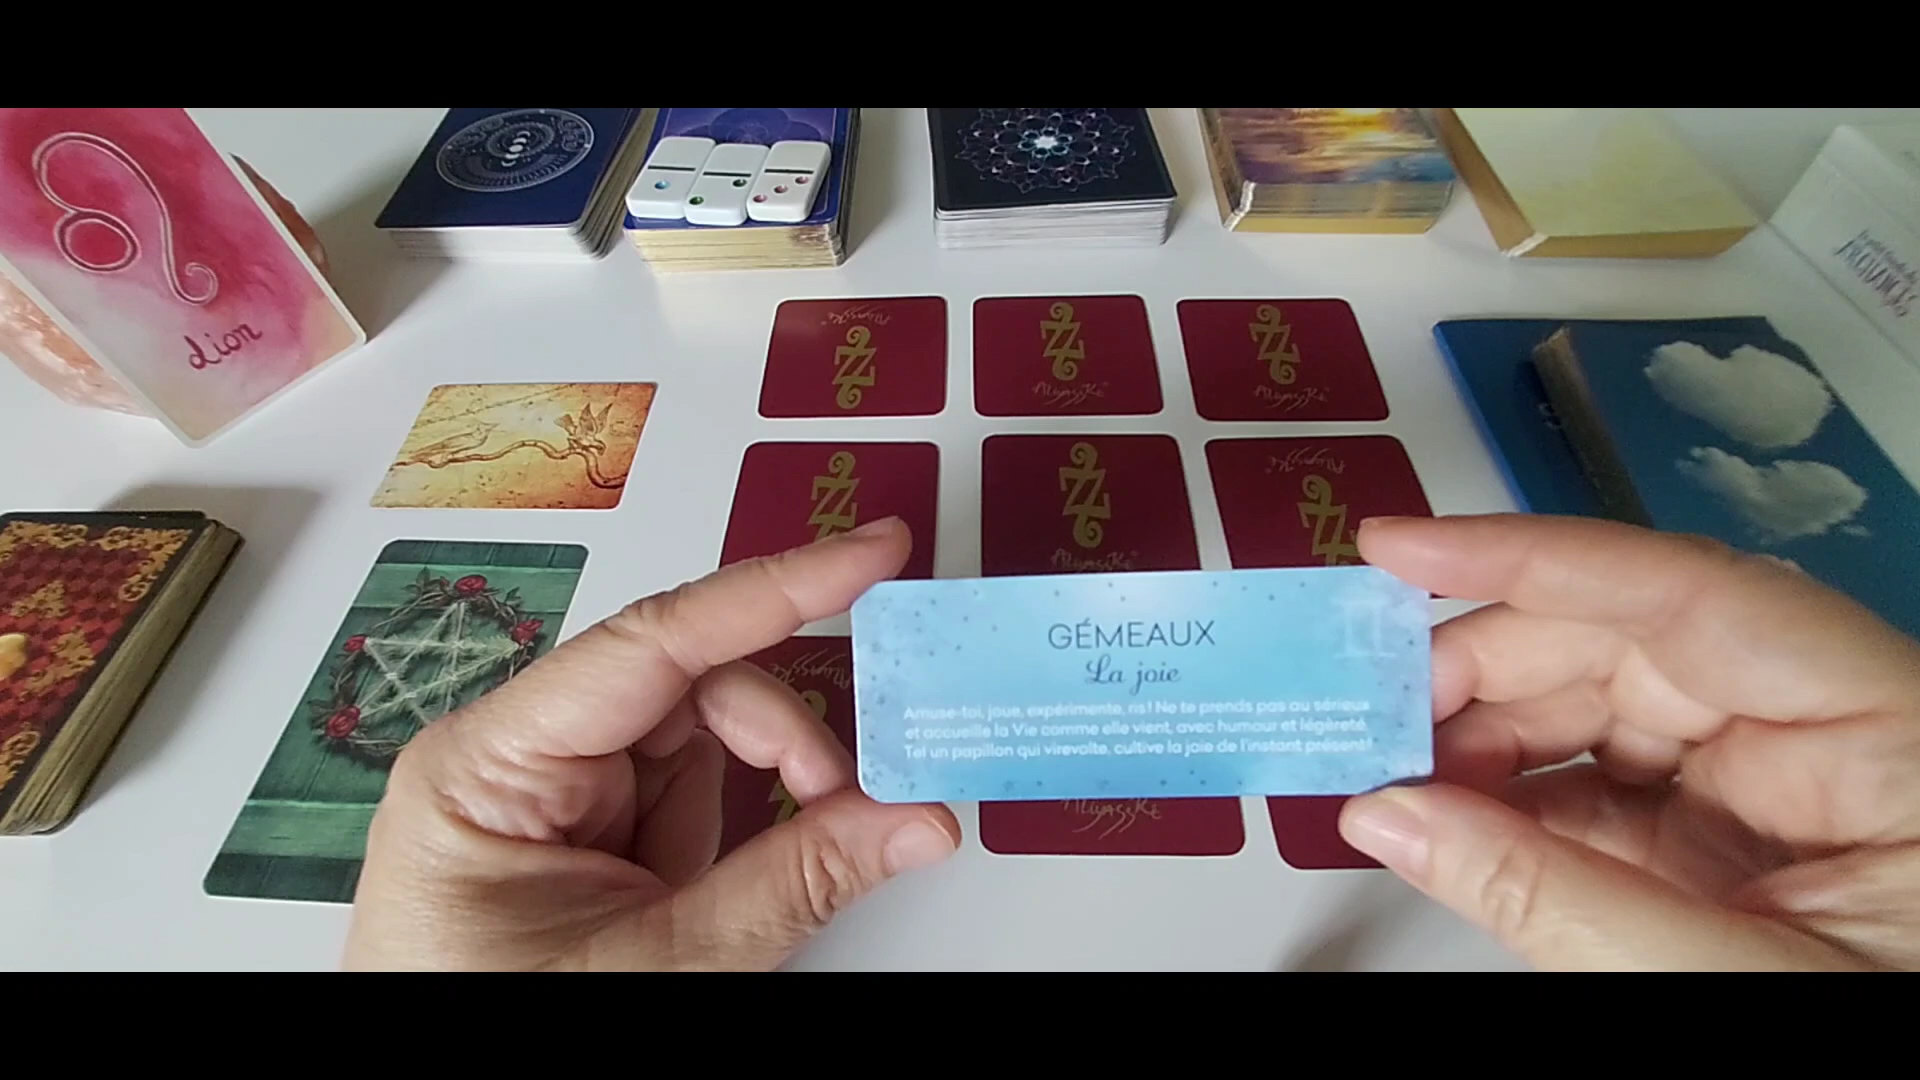 Lion
GÉMEAUX
La joie
Amuse-toi, joue, expérimente, ris! Ne te prends pas au sérieux
et accueille la Vie comme elle vient, avec humour et légèreté.
Tel un papillon qui virevolte, cultive la joie de l'instant présent!